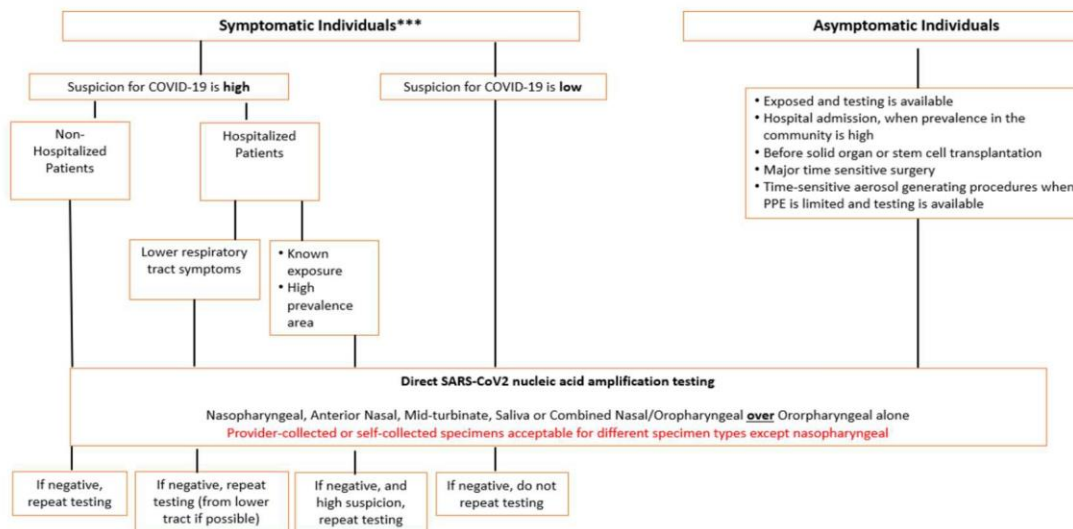 Symptomatic Individuals***
Asymptomatic Individuals
Suspicion for COVID-19 is high
Suspicion for COVID-19 is low
• Exposed and testing is available
• Hospital admission, when prevalence in the
community is high
• Before solid organ or stem cell transplantation
• Major time sensitive surgery
• Time-sensitive aerosol generating procedures when
PPE is limited and testing is available
Non-
Hospitalized
Patients
Hospitalized
Patients
Lower respiratory
tract symptoms
• Known
exposure
• High
prevalence
area
Direct SARS-CoV2 nucleic acid amplification testing
Nasopharyngeal, Anterior Nasal, Mid-turbinate, Saliva or Combined Nasal/Oropharyngeal over Ororpharyngeal alone
Provider-collected or self-collected specimens acceptable for different specimen types except nasopharyngeal
If negative,
repeat testing
If negative, repeat
testing (from lower
tract if possible)
If negative, and
high suspicion,
repeat testing
If negative, do not
repeat testing